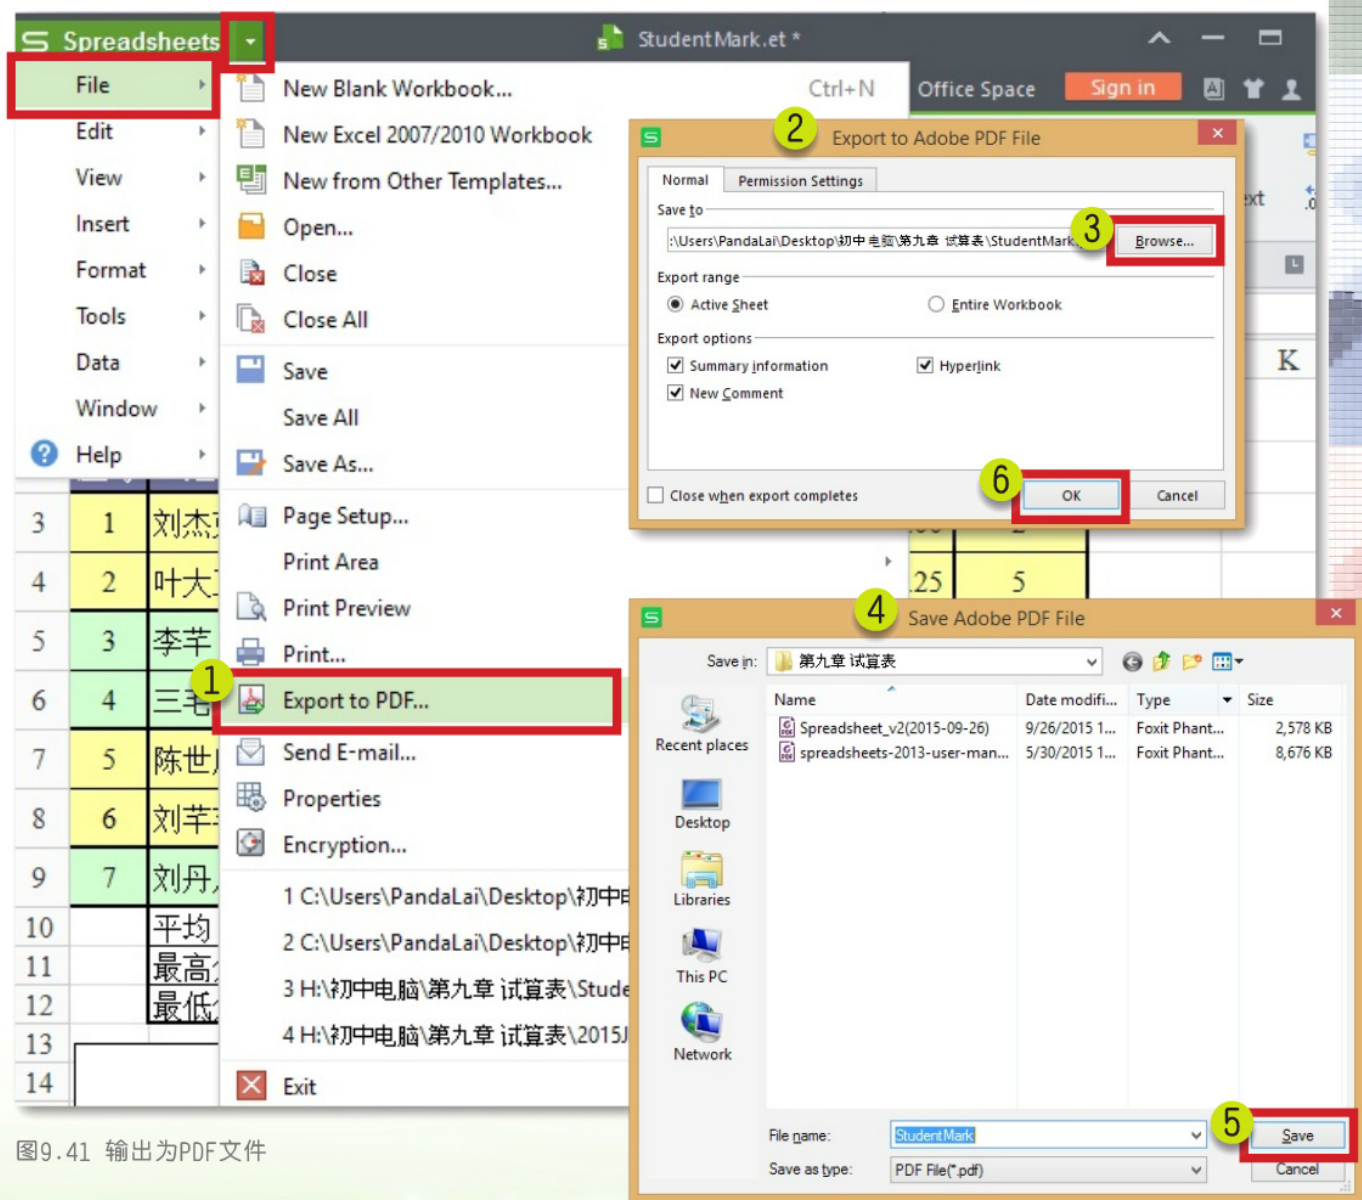 Spreadsheets
StudentMark.et *
File
Edit
View
Insert
Format
Tools
Data
Window
Help
New Blank Workbook... Ctrl+N
New Excel 2007/2010 Workbook
New from Other Templates...
Open...
Close
Close All
Save
Save All
Save As...
Page Setup...
Print Area
Print Preview
Print...
1
Export to PDF...
Send E-mail...
Properties
Encryption...
1 C:\Users\PandaLai\Desktop\初中
2 C:\Users\PandaLai\Desktop\初中
3 H:\初中电脑\第九章 试算表\Stude
4 H:\初中电脑\第九章 试算表\2015J
Exit
Office Space Sign in
K
2
Export to Adobe PDF File
Normal Permission Settings
Save to
:\Users\PandaLai\Desktop\初中电脑\第九章 试算表\StudentMark
3
Browse...
Export range
Active Sheet Entire Workbook
Export options
Summary information Hyperlink
New Comment
Close when export completes
6
OK Cancel
3 1 刘杰
4 2 叶大 .25 5
5 3 李芊
6 4 三毛
7 5 陈世
8 6 刘芊
9 7 刘丹
10 平均
11 最高
12 最低
13
14
4
Save Adobe PDF File
Save in: 第九章 试算表
Name Date modifi... Type Size
Spreadsheet_v2(2015-09-26) 9/26/2015 1... Foxit Phant... 2,578 KB
spreadsheets-2013-user-man... 5/30/2015 1... Foxit Phant... 8,676 KB
Recent places
Desktop
Libraries
This PC
Network
File name: StudentMark
5
Save
Save as type: PDF File(*.pdf) Cancel
图9.41 输出为PDF文件